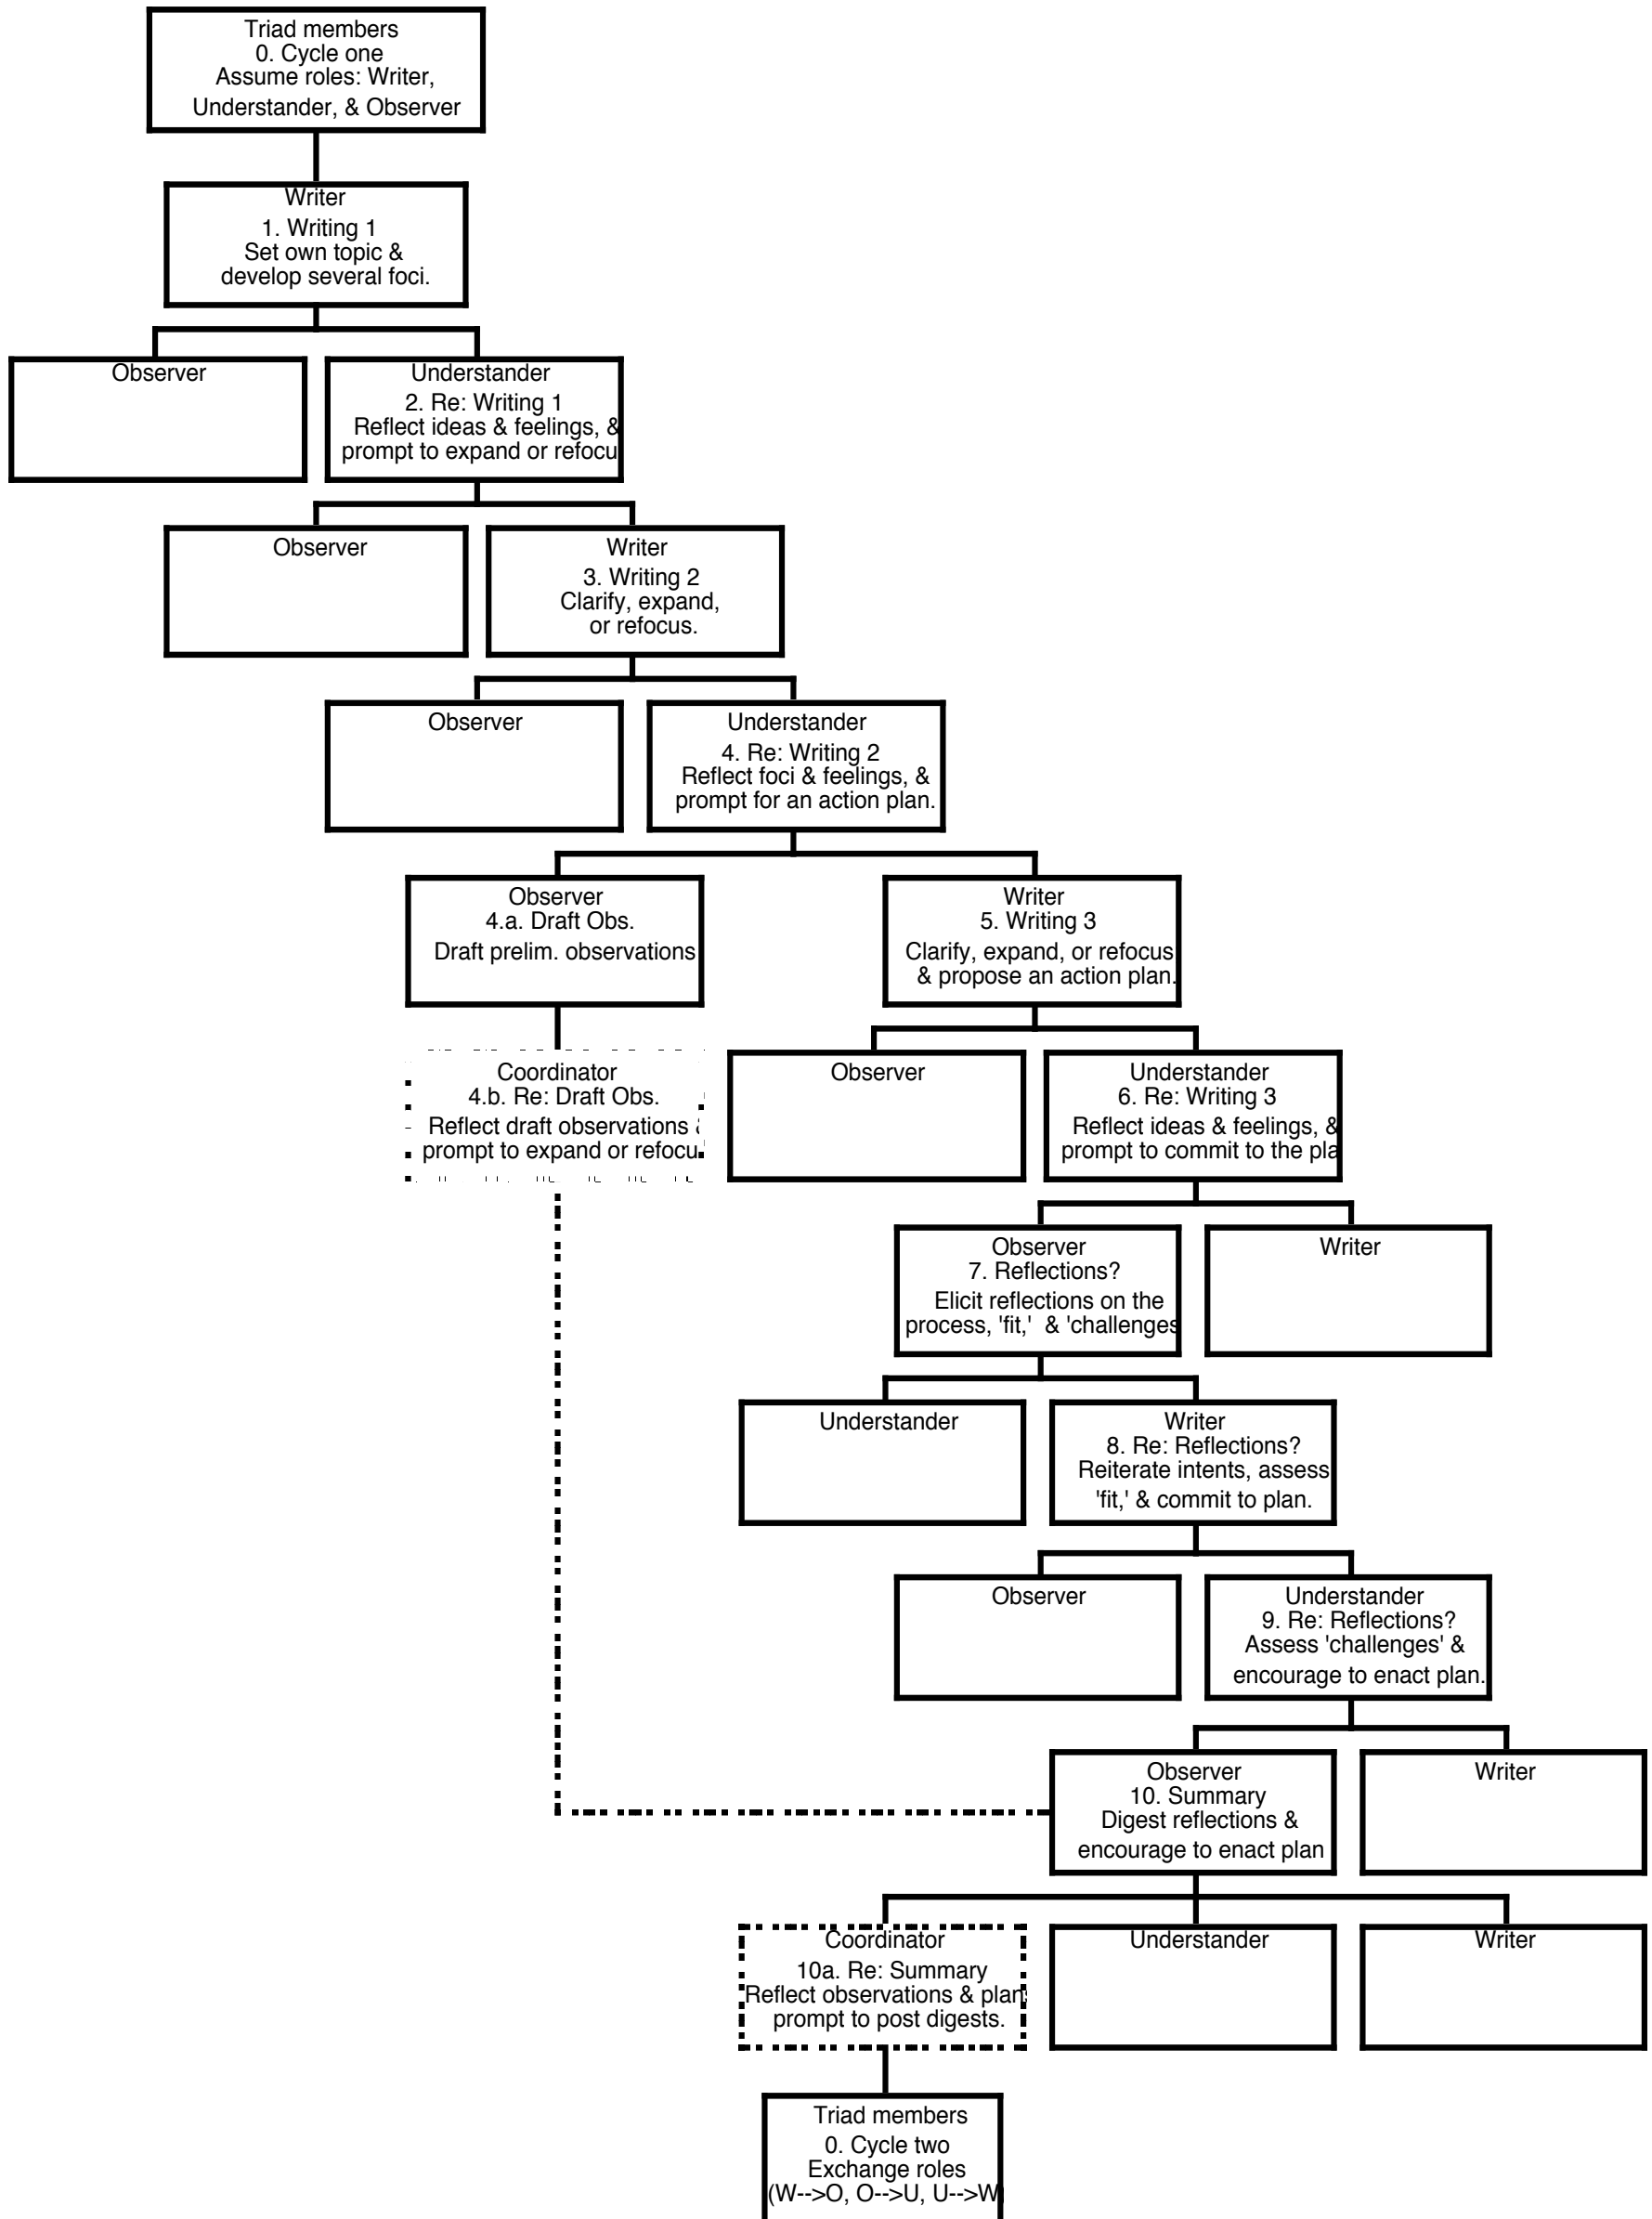 Triad members
0. Cycle one
Assume roles: Writer,
Understander, & Observer
Writer
1. Writing 1
Set own topic &
develop several foci.
Observer
Understander
2. Re: Writing 1
Reflect ideas & feelings, &
prompt to expand or refocu
Observer
Writer
3. Writing 2
Clarify, expand,
or refocus.
Observer
Understander
4. Re: Writing 2
Reflect foci & feelings, &
prompt for an action plan.
Observer
4.a. Draft Obs.
Draft prelim. observations
Writer
5. Writing 3
Clarify, expand, or refocus
& propose an action plan.
Coordinator
4.b. Re: Draft Obs.
Reflect draft observations &
prompt to expand or refocu
Observer
Understander
6. Re: Writing 3
Reflect ideas & feelings, &
prompt to commit to the pla
Observer
7. Reflections?
Elicit reflections on the
process, 'fit,' & 'challenges
Writer
Understander
Writer
8. Re: Reflections?
Reiterate intents, assess
'fit,' & commit to plan.
Observer
Understander
9. Re: Reflections?
Assess 'challenges' &
encourage to enact plan.
Observer
10. Summary
Digest reflections &
encourage to enact plan
Writer
Coordinator
10a. Re: Summary
Reflect observations & plan
prompt to post digests.
Understander
Writer
Triad members
0. Cycle two
Exchange roles
(W-->O, O-->U, U-->W